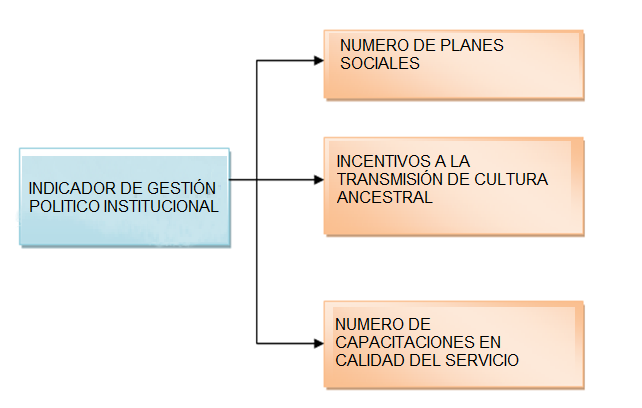 NUMERO DE PLANES
SOCIALES
INDICADOR DE GESTIÓN
POLITICO INSTITUCIONAL
INCENTIVOS A LA
TRANSMISIÓN DE CULTURA
ANCESTRAL
NUMERO DE
CAPACITACIONES EN
CALIDAD DEL SERVICIO